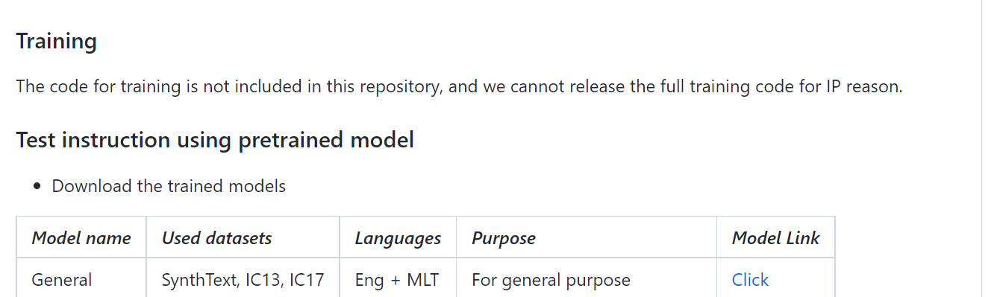 Training
The code for training is not included in this repository, and we cannot release the full training code for IP reason.
Test instruction using pretrained model
• Download the trained models
Model name Used datasets Languages Purpose Model Link
General SynthText, IC13, IC17 Eng + MLT For general purpose Click